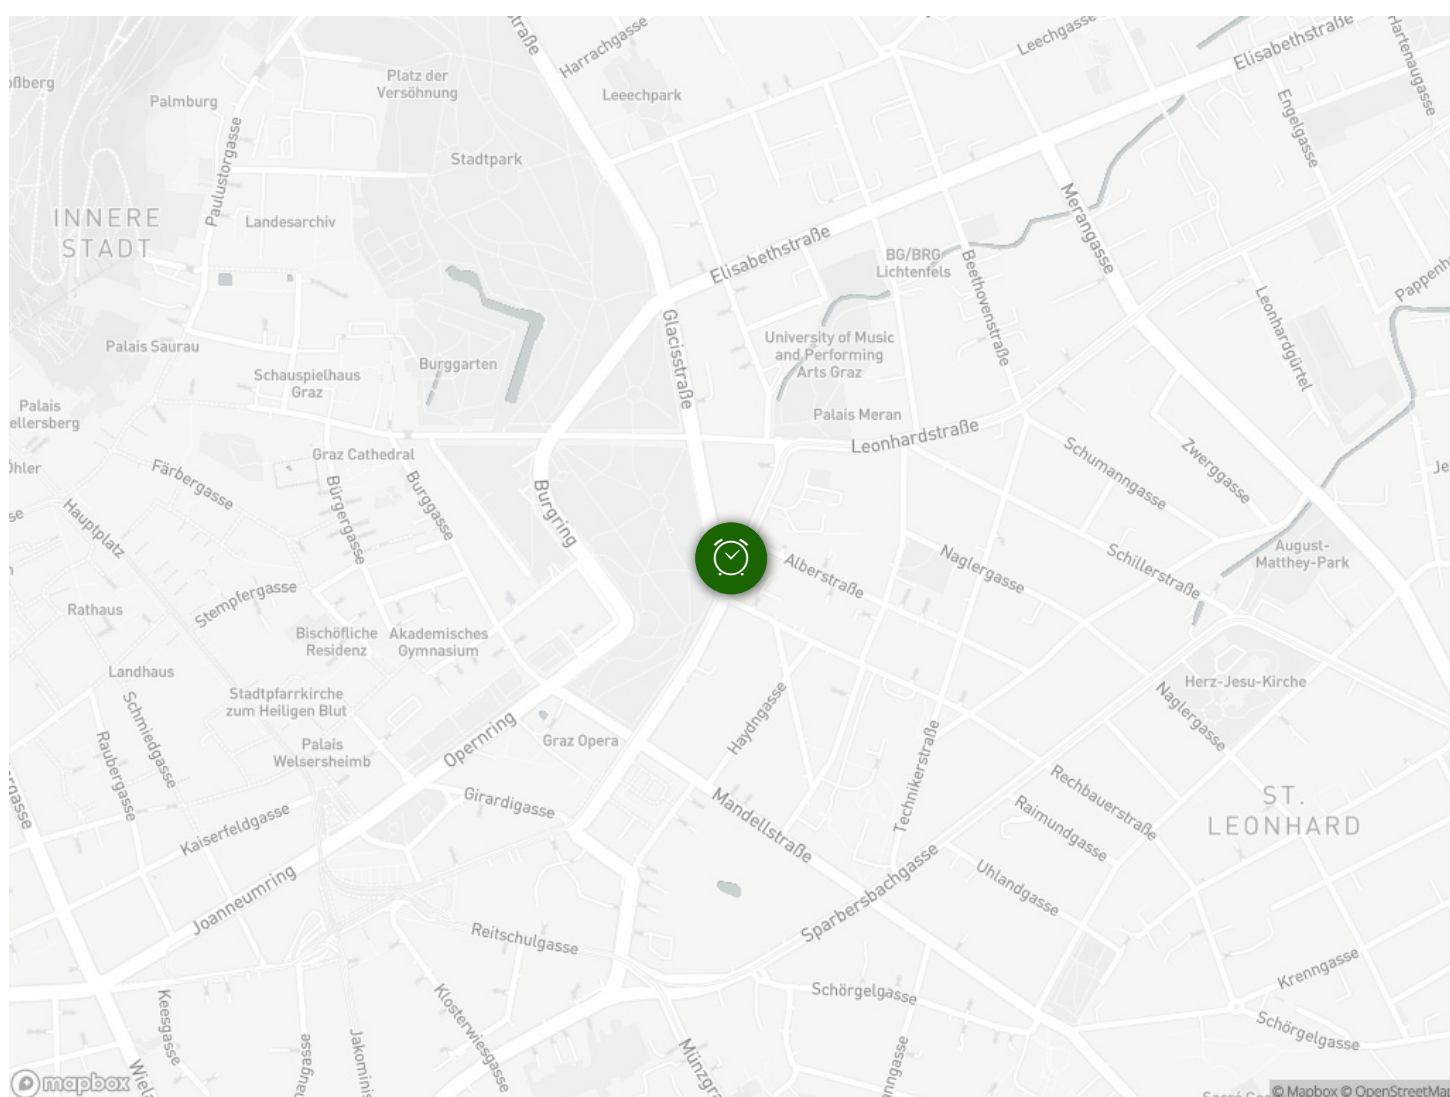 Harrachgasse
Leechgasse
Elisabethstraße
Hartenaugasse
Platz der
Versöhnung
Palmburg
Leeechpark
Engelgasse
Paulustorgasse
Stadtpark
INNERE
STADT
Landesarchiv
Merangasse
Elisabethstraße
BG/BRG
Lichtenfels
Beethovenstraße
Leonhardgürtel
Glacisstraße
University of Music
and Performing
Arts Graz
Palais Saurau
Burggarten
Schauspielhaus
Graz
Palais
Palais Meran
Leonhardstraße
Schumanngasse
Zwerggasse
Graz Cathedral
Färbergasse
Bürgergasse
Burggasse
Burgring
Hauptplatz
August-
Matthey-Park
Schillerstraße
Naglergasse
Alberstraße
Stempfergasse
Rathaus
Bischöfliche
Residenz
Akademisches
Gymnasium
Landhaus
Herz-Jesu-Kirche
Stadtpfarrkirche
zum Heiligen Blut
Schmiedgasse
Naglergasse
Haydngasse
Opernring
Graz Opera
Palais
Welsersheimb
Raubergasse
Technikerstraße
Rechbauerstraße
Girardigasse
Mandellstraße
Raimundgasse
ST.
LEONHARD
Kaiserfeldgasse
Uhlandgasse
Sparbersbachgasse
Joanneumring
Reitschulgasse
Krenngasse
Schörgelgasse
Schörgelgasse
Keesgasse
Klosterwiesgasse
mapbox
© Mapbox © OpenStreetMap